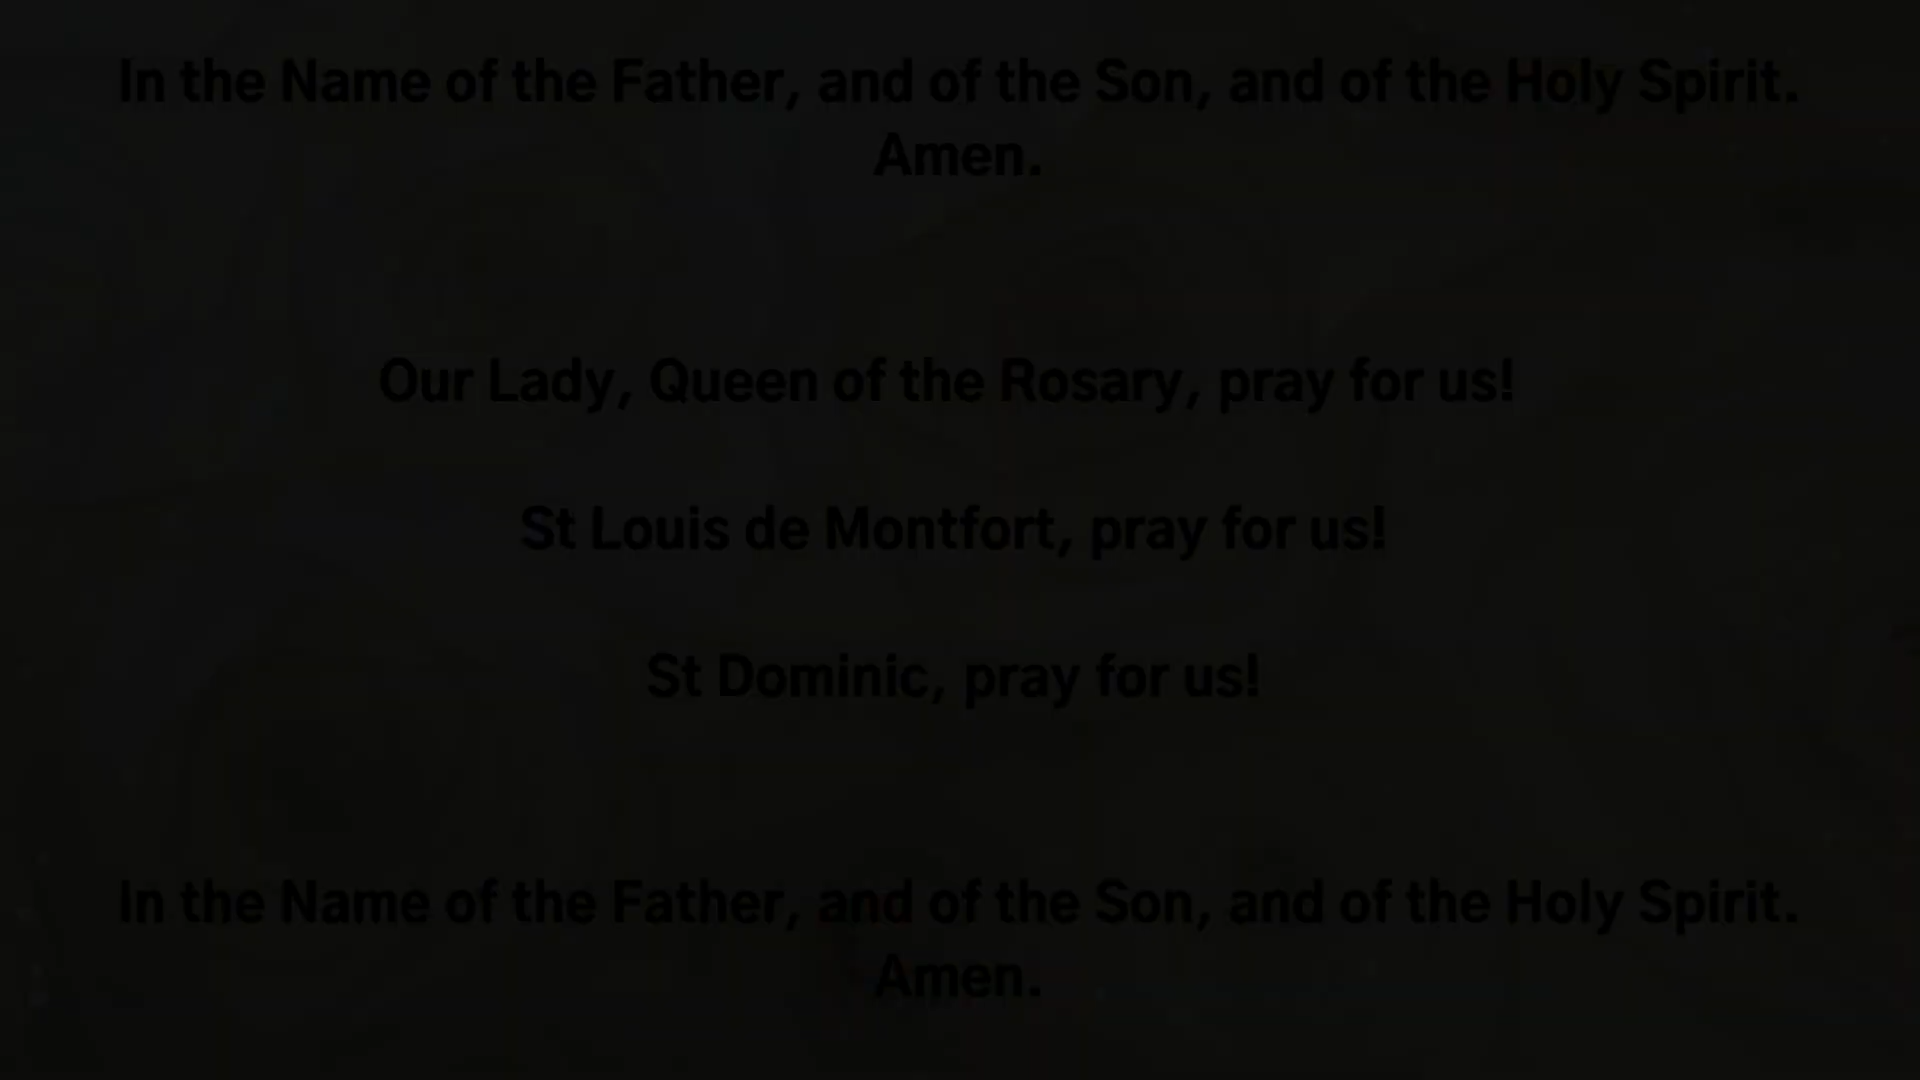 In the Name of the Father, and of the Son, and of the Holy Spirit.
Amen.
Our Lady, Queen of the Rosary, pray for us!
St Louis de Montfort, pray for us!
St Dominic, pray for us!
In the Name of the Father, and of the Son, and of the Holy Spirit.
Amen.